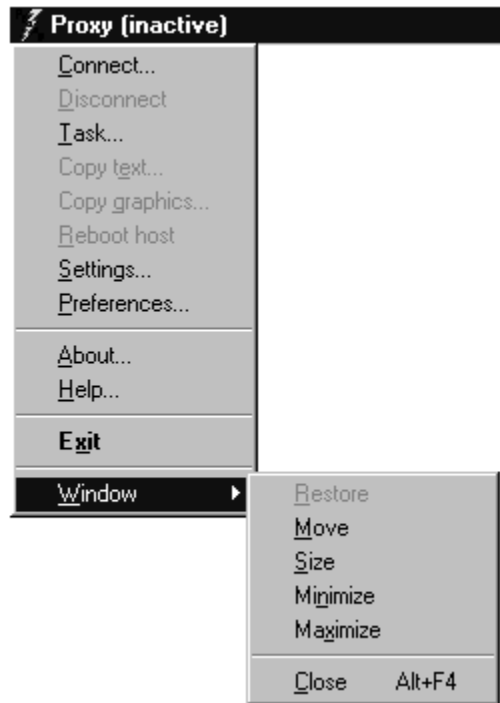 Proxy (inactive)
Connect...
Disconnect
Task...
Copy text...
Copy graphics...
Reboot host
Settings...
Preferences...
About...
Help...
Exit
Window
Restore
Move
Size
Minimize
Maximize
Close Alt+F4